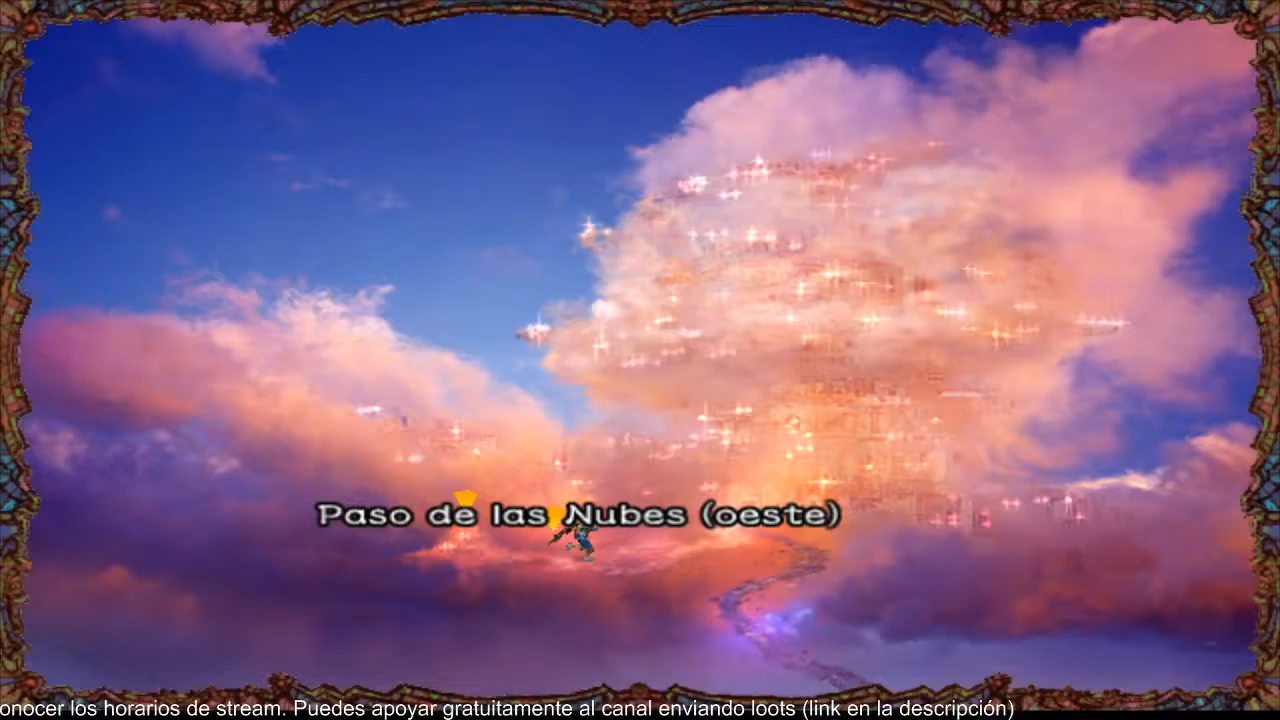 Paso de las Nubes (oeste)
onocer los horarios de stream. Puedes apoyar gratuitamente al canal enviando loots (link en la descripción)